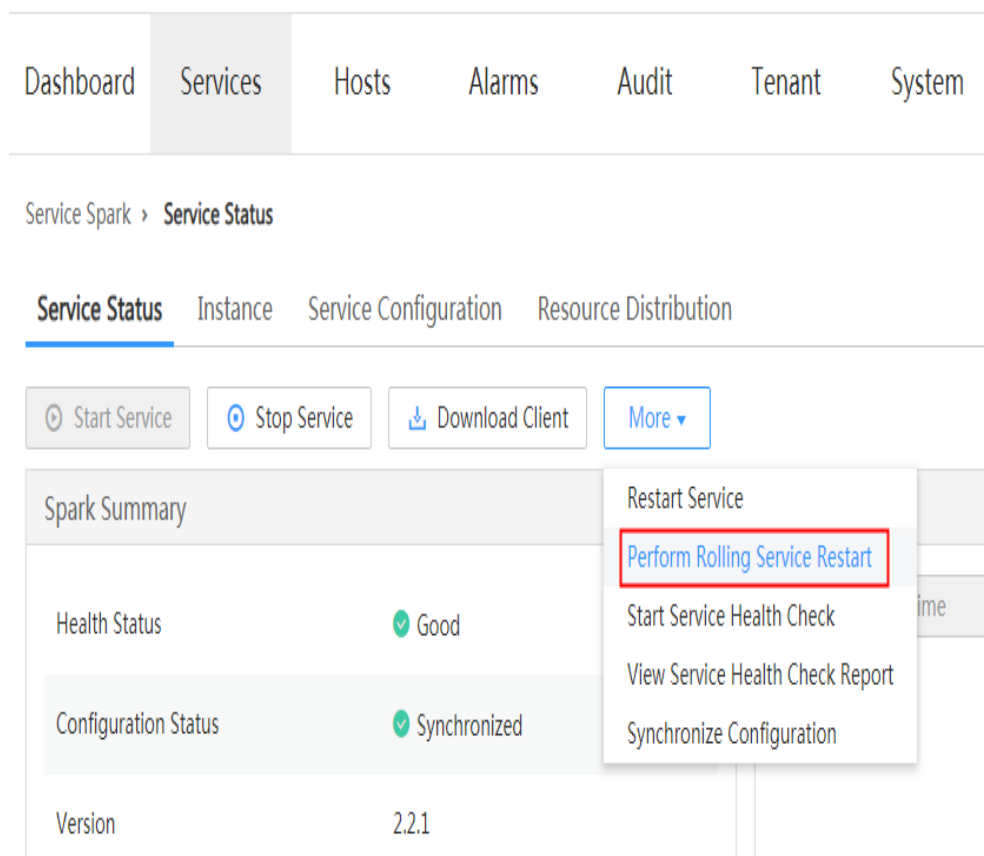 Dashboard Services Hosts Alarms Audit Tenant System
Service Spark › Service Status
Service Status Instance Service Configuration Resource Distribution
Start Service Stop Service Download Client More ▾
Spark Summary
Restart Service
Perform Rolling Service Restart
Start Service Health Check
View Service Health Check Report
Synchronize Configuration
Health Status Good
Configuration Status Synchronized
Version 2.2.1